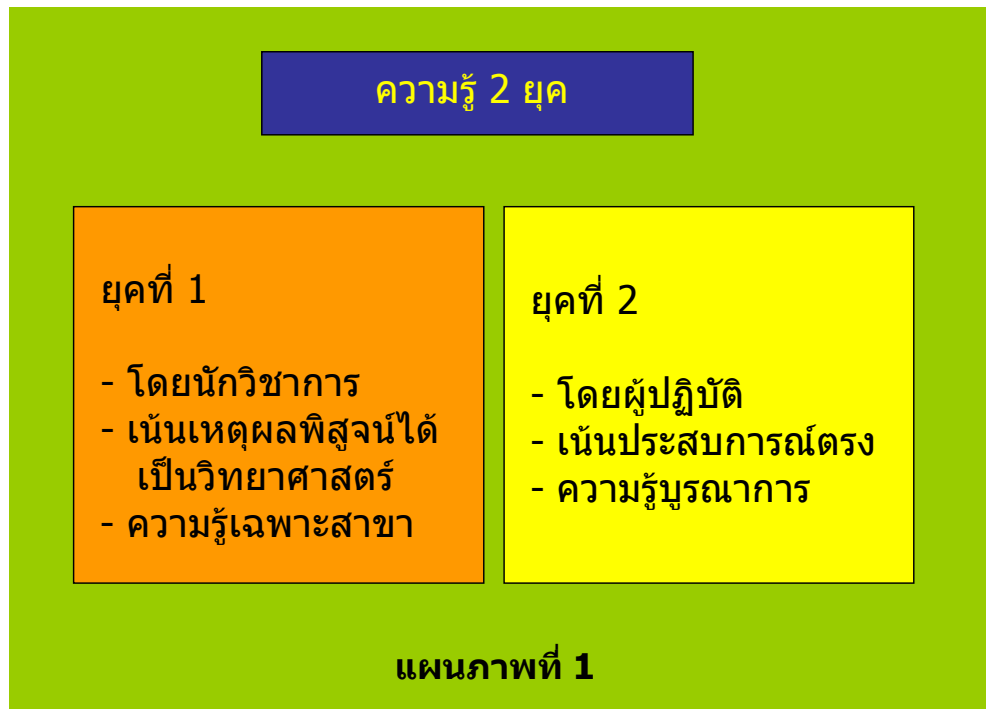 ความรู้ 2 ยุค
ยุคที่ 1
- โดยนักวิชาการ
- เน้นเหตุผลพิสูจน์ได้
เป็นวิทยาศาสตร์
- ความรู้เฉพาะสาขา
ยุคที่ 2
- โดยผู้ปฏิบัติ
- เน้นประสบการณ์ตรง
- ความรู้บูรณาการ
แผนภาพที่ 1